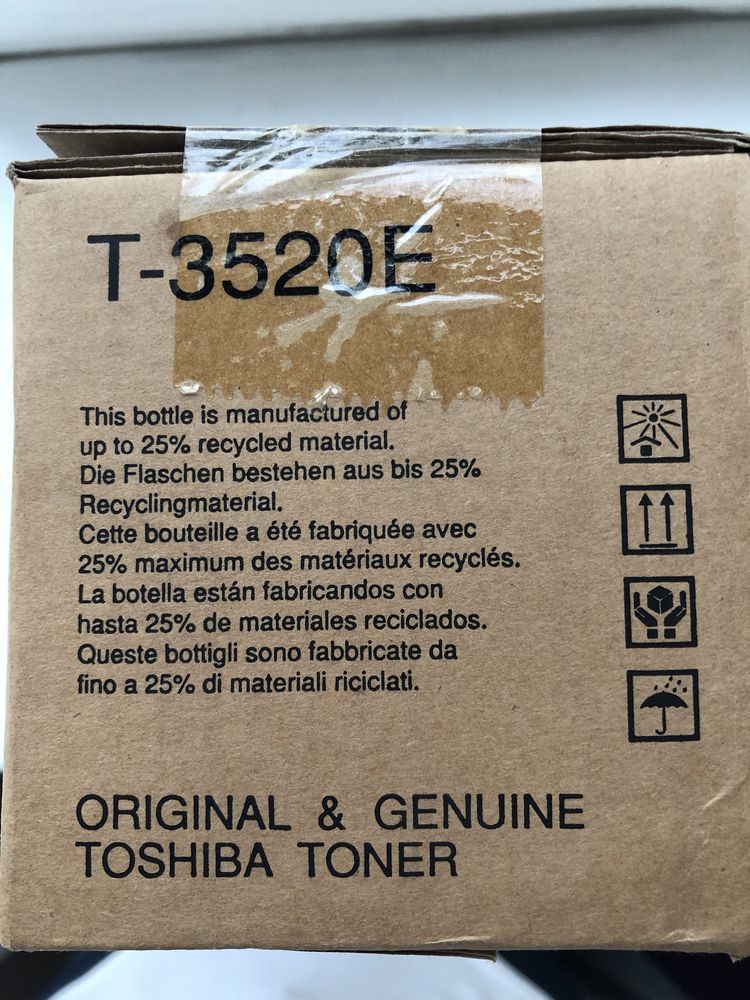 T-3520E
This bottle is manufactured of
up to 25% recycled material.
Die Flaschen bestehen aus bis 25%
Recyclingmaterial.
Cette bouteille a été fabriquée avec
25% maximum des matériaux recyclés.
La botella están fabricandos con
hasta 25% de materiales reciclados.
Queste bottigli sono fabbricate da
fino a 25% di materiali riciclati.
ORIGINAL & GENUINE
TOSHIBA TONER